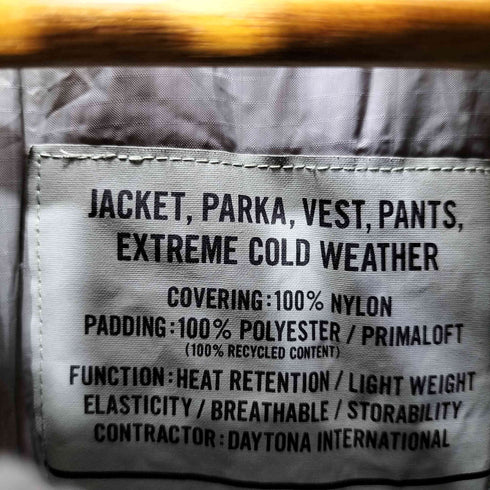 JACKET, PARKA, VEST, PANTS,
EXTREME COLD WEATHER
COVERING:100% NYLON
PADDING:100% POLYESTER / PRIMALOFT
(100% RECYCLED CONTENT)
FUNCTION:HEAT RETENTION / LIGHT WEIGHT
ELASTICITY / BREATHABLE / STORABILITY
CONTRACTOR: DAYTONA INTERNATIONAL